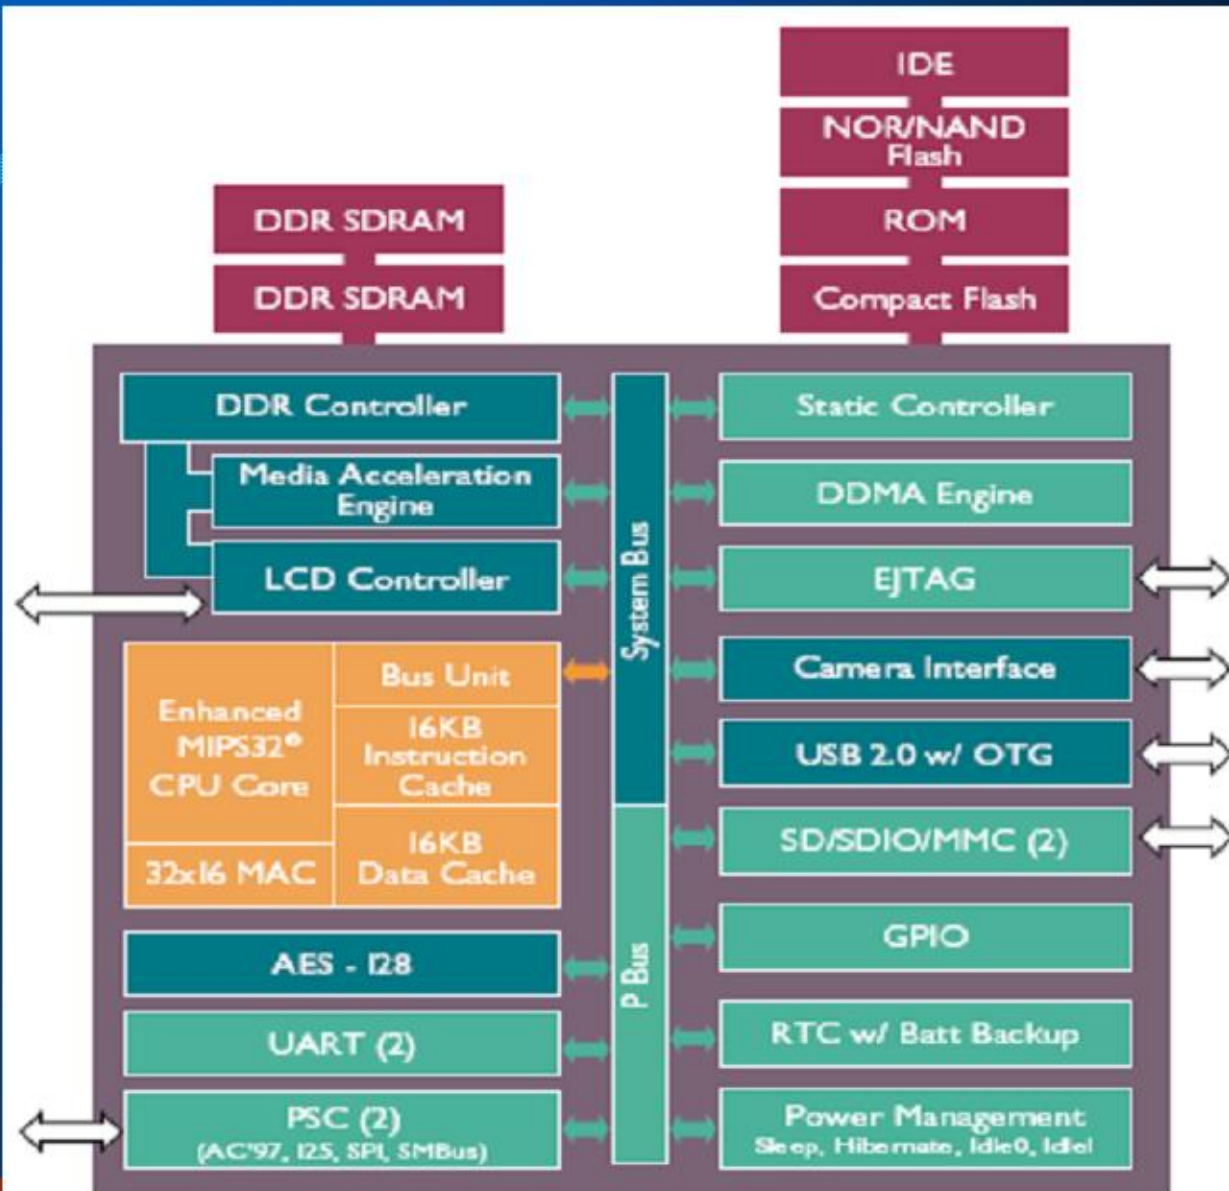 IDE
NOR/NAND
Flash
ROM
Compact Flash
DDR SDRAM
DDR SDRAM
DDR Controller
Media Acceleration
Engine
LCD Controller
Enhanced
MIPS32®
CPU Core
32x16 MAC
Bus Unit
16KB
Instruction
Cache
16KB
Data Cache
AES - 128
UART (2)
PSC (2)
(AC'97, I2S, SPI, SMBus)
System Bus
P Bus
Static Controller
DDMA Engine
EJTAG
Camera Interface
USB 2.0 w/ OTG
SD/SDIO/MMC (2)
GPIO
RTC w/ Batt Backup
Power Management
Sleep, Hibernate, Idle0, Idle1